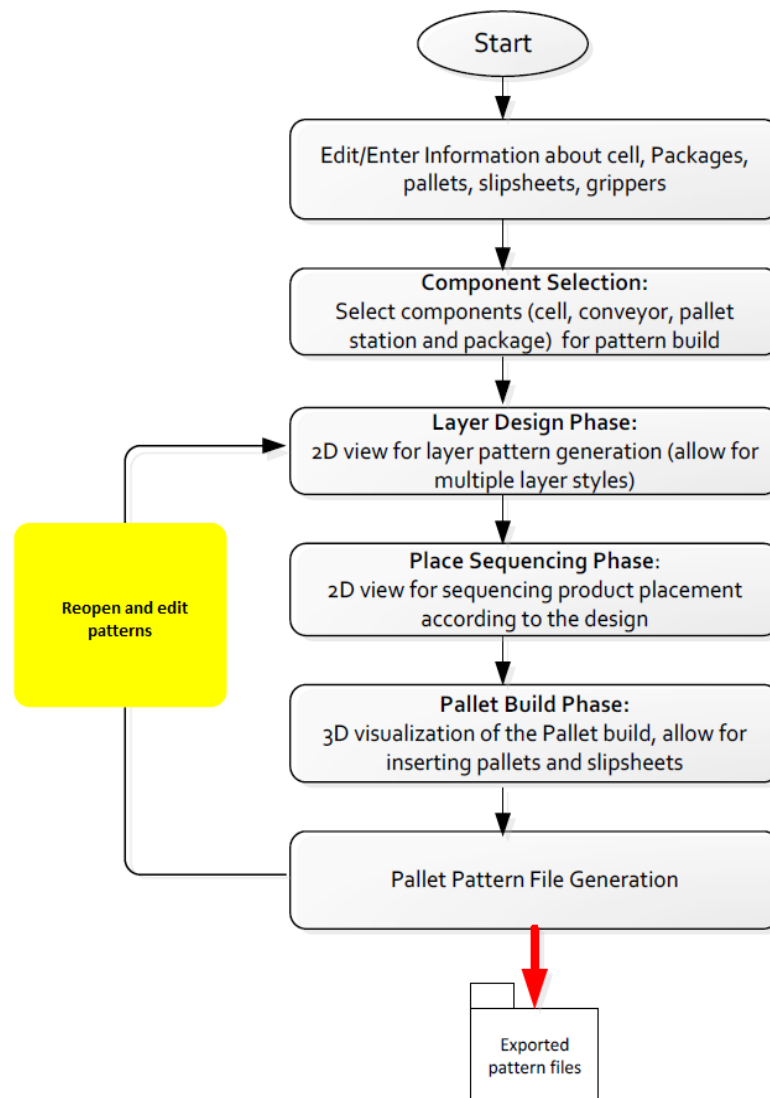 Start
Edit/Enter Information about cell, Packages,
pallets, slipsheets, grippers
Component Selection:
Select components (cell, conveyor, pallet
station and package) for pattern build
Layer Design Phase:
2D view for layer pattern generation (allow for
multiple layer styles)
Place Sequencing Phase:
2D view for sequencing product placement
according to the design
Reopen and edit
patterns
Pallet Build Phase:
3D visualization of the Pallet build, allow for
inserting pallets and slipsheets
Pallet Pattern File Generation
Exported
pattern files